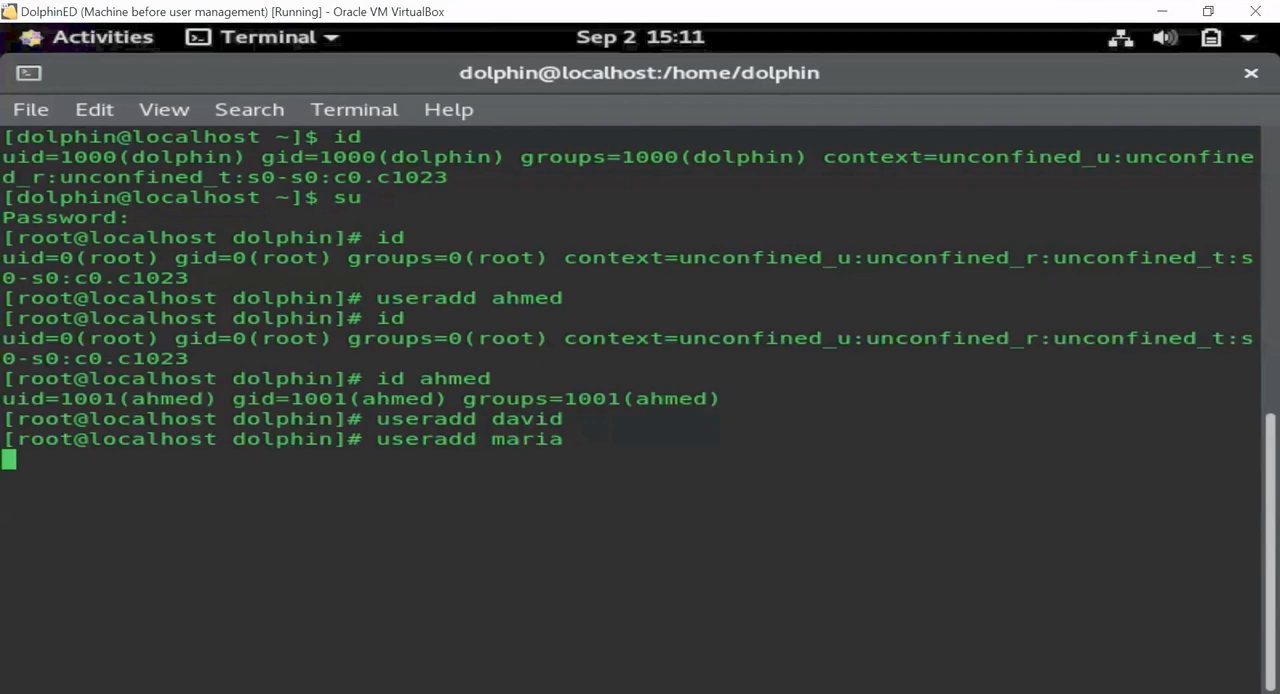 DolphinED (Machine before user management) [Running] - Oracle VM VirtualBox
Activities Terminal Sep 2 15:11
dolphin@localhost:/home/dolphin
File Edit View Search Terminal Help
[dolphin@localhost ~]$ id
uid=1000(dolphin) gid=1000(dolphin) groups=1000(dolphin) context=unconfined_u:unconfine
d_r:unconfined_t:s0-s0:c0.c1023
[dolphin@localhost ~]$ su
Password:
[root@localhost dolphin]# id
uid=0(root) gid=0(root) groups=0(root) context=unconfined_u:unconfined_r:unconfined_t:s
0-s0:c0.c1023
[root@localhost dolphin]# useradd ahmed
[root@localhost dolphin]# id
uid=0(root) gid=0(root) groups=0(root) context=unconfined_u:unconfined_r:unconfined_t:s
0-s0:c0.c1023
[root@localhost dolphin]# id ahmed
uid=1001(ahmed) gid=1001(ahmed) groups=1001(ahmed)
[root@localhost dolphin]# useradd david
[root@localhost dolphin]# useradd maria